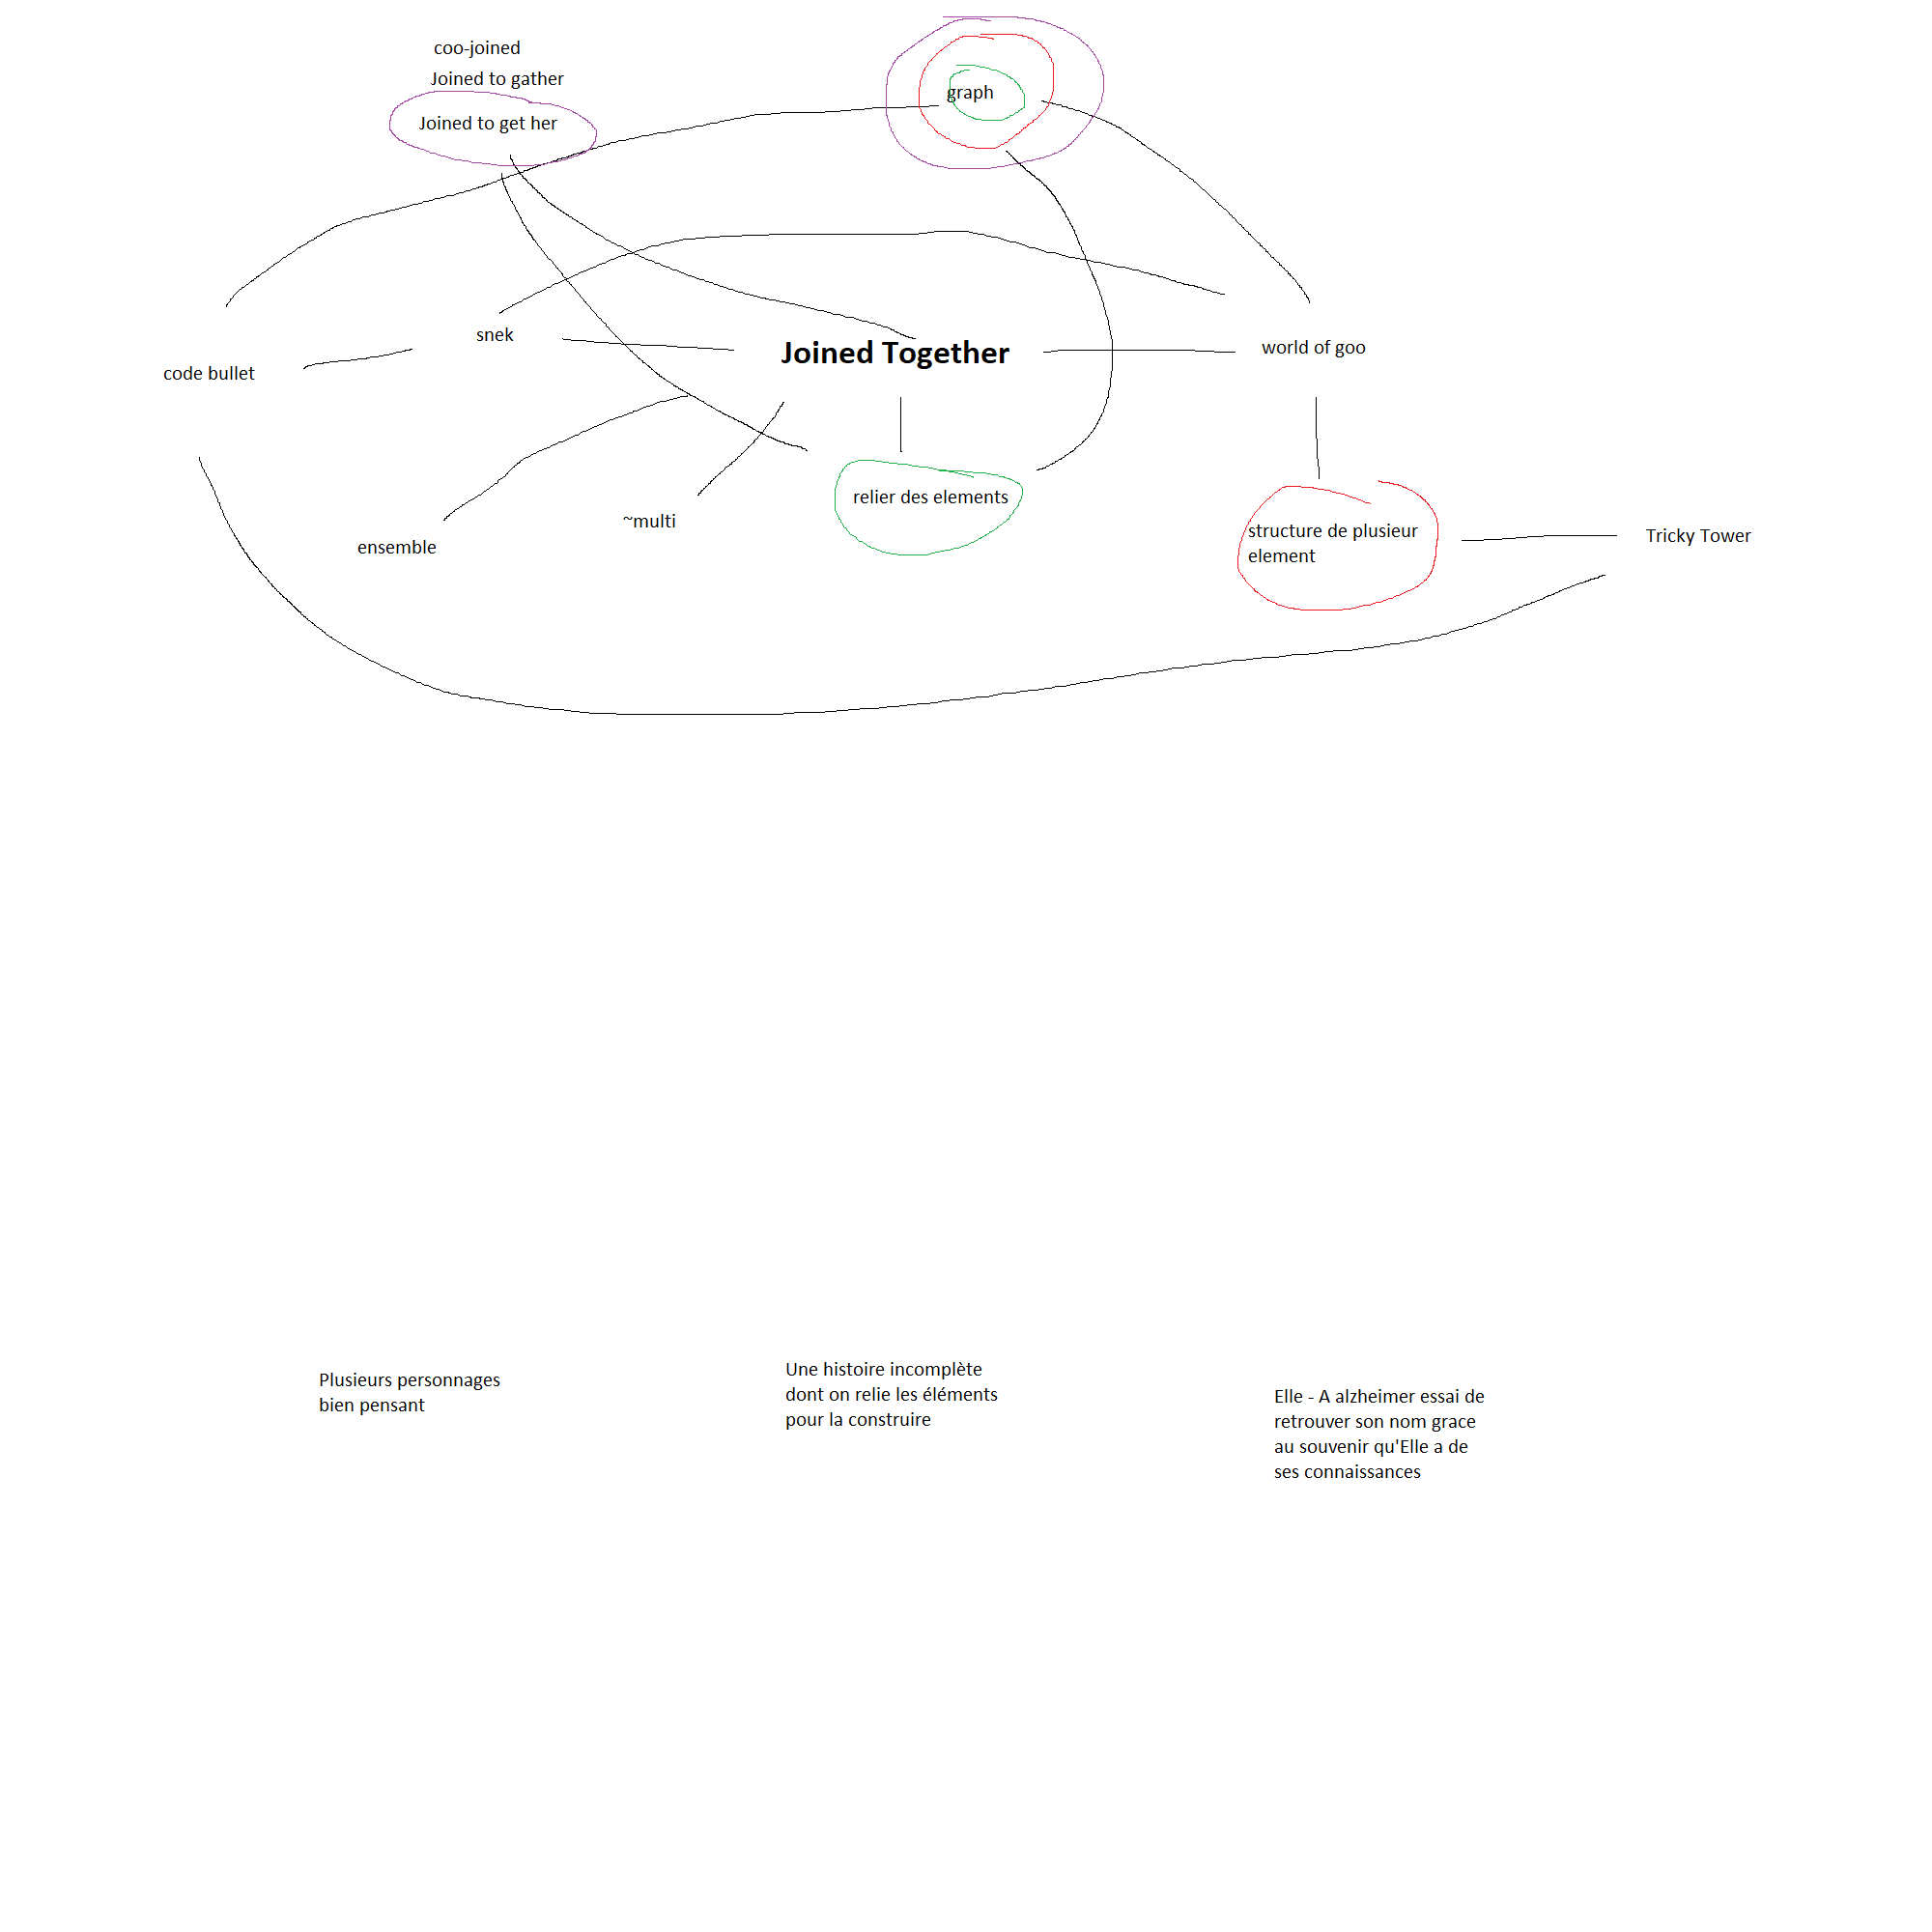 coo-joined
Joined to gather
Joined to get her
graph
snek
Joined Together
world of goo
code bullet
relier des elements
~multi
ensemble
structure de plusieur
element
Tricky Tower
Plusieurs personnages
bien pensant
Une histoire incomplète
dont on relie les éléments
pour la construire
Elle - A alzheimer essai de
retrouver son nom grace
au souvenir qu'Elle a de
ses connaissances